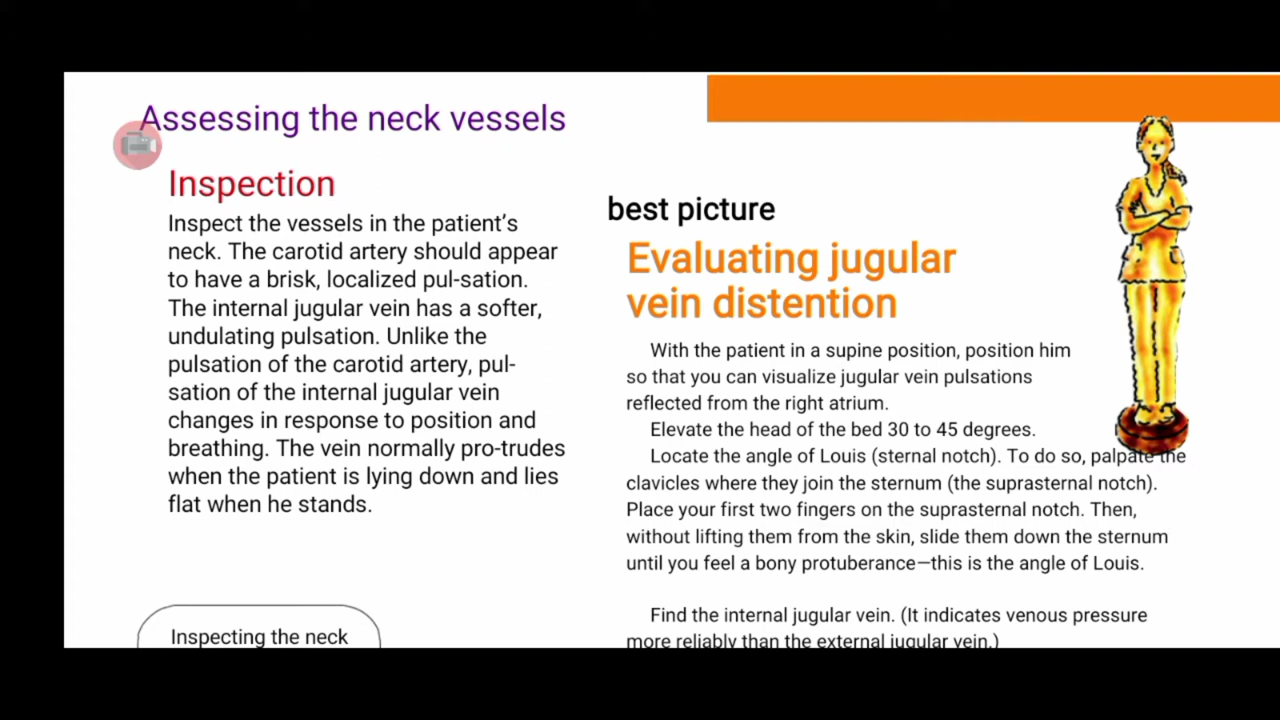 Assessing the neck vessels
Inspection
Inspect the vessels in the patient's
neck. The carotid artery should appear
to have a brisk, localized pul-sation.
The internal jugular vein has a softer,
undulating pulsation. Unlike the
pulsation of the carotid artery, pul-
sation of the internal jugular vein
changes in response to position and
breathing. The vein normally pro-trudes
when the patient is lying down and lies
flat when he stands.
Inspecting the neck
best picture
Evaluating jugular
vein distention
With the patient in a supine position, position him
so that you can visualize jugular vein pulsations
reflected from the right atrium.
Elevate the head of the bed 30 to 45 degrees.
Locate the angle of Louis (sternal notch). To do so, palpate the
clavicles where they join the sternum (the suprasternal notch).
Place your first two fingers on the suprasternal notch. Then,
without lifting them from the skin, slide them down the sternum
until you feel a bony protuberance—this is the angle of Louis.
Find the internal jugular vein. (It indicates venous pressure
more reliably than the external jugular vein.)